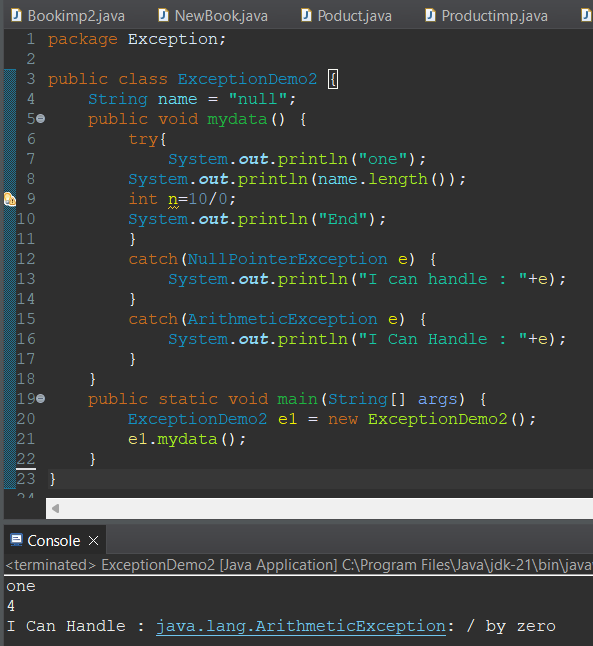 Bookimp2.java NewBook.java Poduct.java Productimp.java
1 package Exception;
2
3 public class ExceptionDemo2 {
4 String name = "null";
5 public void mydata() {
6 try{
7 System.out.println("one");
8 System.out.println(name.length());
9 int n=10/0;
10 System.out.println("End");
11 }
12 catch(NullPointerException e) {
13 System.out.println("I can handle : "+e);
14 }
15 catch(ArithmeticException e) {
16 System.out.println("I Can Handle : "+e);
17 }
18 }
19 public static void main(String[] args) {
20 ExceptionDemo2 e1 = new ExceptionDemo2();
21 e1.mydata();
22 }
23 }
24
Console
<terminated> ExceptionDemo2 [Java Application] C:\Program Files\Java\jdk-21\bin\java
one
4
I Can Handle : java.lang.ArithmeticException: / by zero